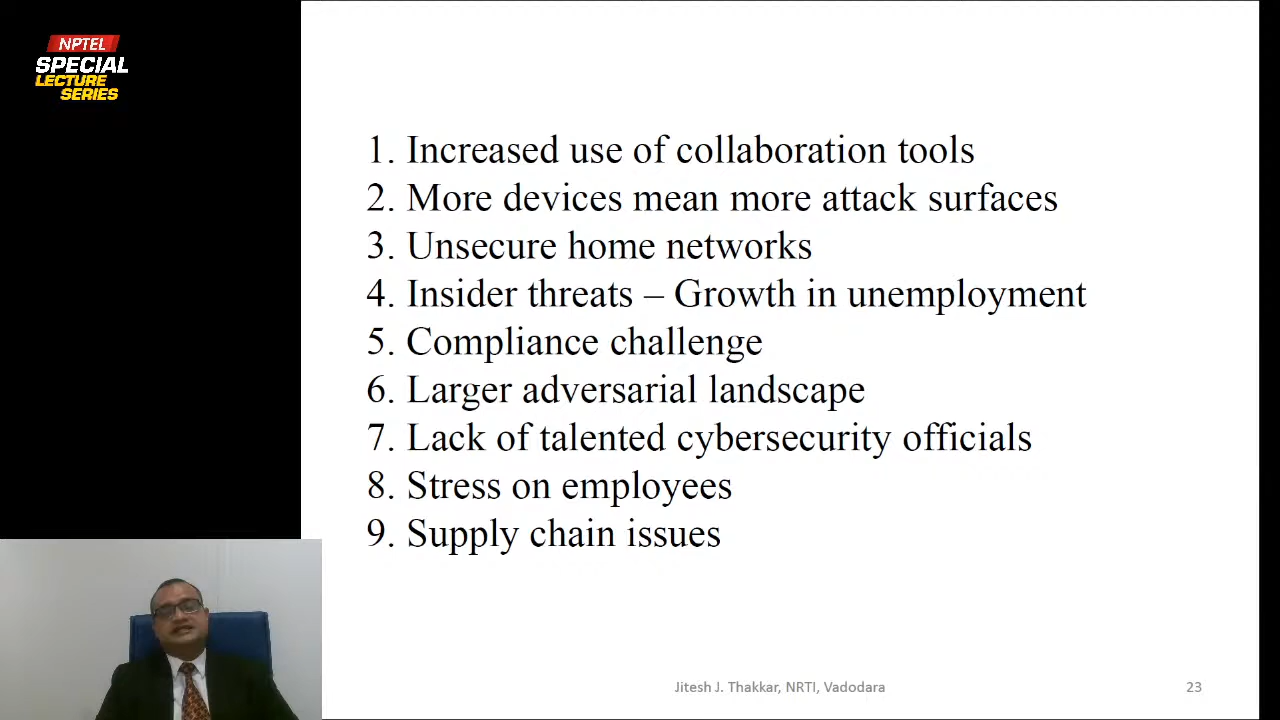 NPTEL
SPECIAL
LECTURE
SERIES
1. Increased use of collaboration tools
2. More devices mean more attack surfaces
3. Unsecure home networks
4. Insider threats – Growth in unemployment
5. Compliance challenge
6. Larger adversarial landscape
7. Lack of talented cybersecurity officials
8. Stress on employees
9. Supply chain issues
Jitesh J. Thakkar, NRTI, Vadodara
23